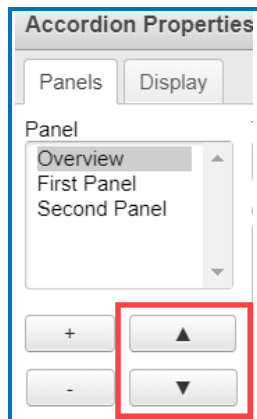 Accordion Properties
Panels Display
Panel
Overview
First Panel
Second Panel
+ ▲
- ▼